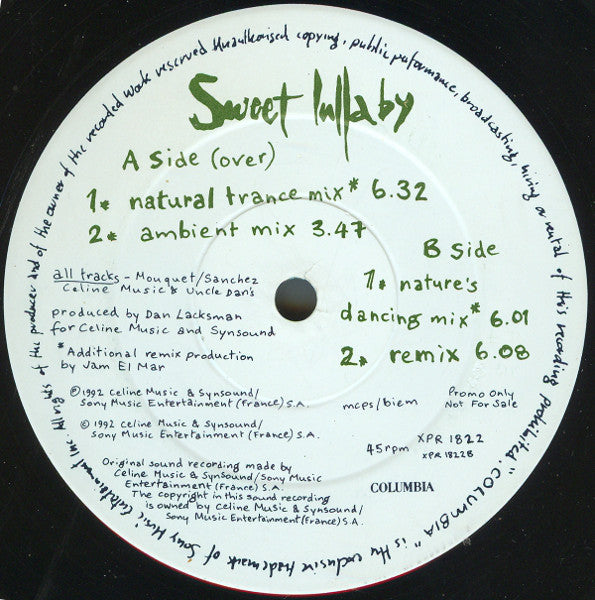 Sweet lullaby
A Side (over)
1* natural trance mix* 6.32
2* ambient mix 3.47
B Side
1* nature's
dancing mix* 6.01
2* remix 6.08
all tracks - Mouquet/Sanchez
Celine Music & Uncle Dan's
produced by Dan Lacksman
for Celine Music and Synsound
*Additional remix production
by Jam El Mar
℗1992 Celine Music & Synsound/
Sony Music Entertainment (France) S.A.
© 1992 Celine Music & Synsound/
Sony Music Entertainment (France) S.A.
Original sound recording made by
Celine Music & Synsound/Sony Music
Entertainment (France) S.A.
The copyright in this sound recording
is owned by Celine Music & Synsound/
Sony Music Entertainment (France) S.A.
mcps/biem
Promo Only
Not For Sale
45rpm
XPR 1822
XPR 1822B
COLUMBIA
All rights of the producer and of the owner of the recorded work reserved Unauthorised copying, public performance, broadcasting, hiring or rental of this recording prohibited. "COLUMBIA" is the exclusive trademark of Sony Music Entertainment Inc.